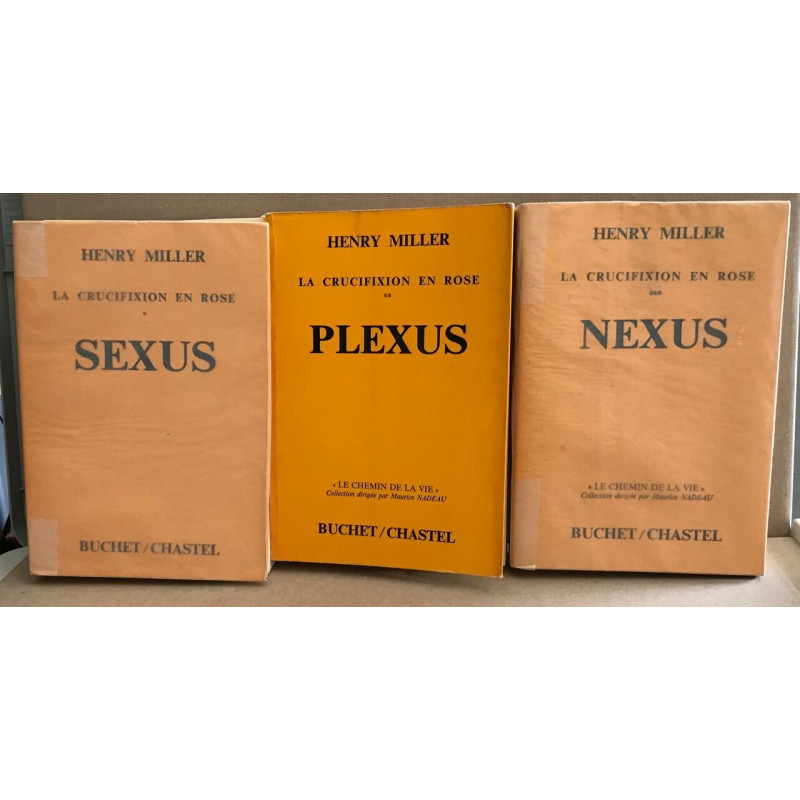 HENRY MILLER
LA CRUCIFIXION EN ROSE
*
SEXUS
BUCHET/CHASTEL
HENRY MILLER
LA CRUCIFIXION EN ROSE
**
PLEXUS
« LE CHEMIN DE LA VIE »
Collection dirigée par Maurice NADEAU
BUCHET/CHASTEL
HENRY MILLER
LA CRUCIFIXION EN ROSE
***
NEXUS
« LE CHEMIN DE LA VIE »
Collection dirigée par Maurice NADEAU
BUCHET/CHASTEL